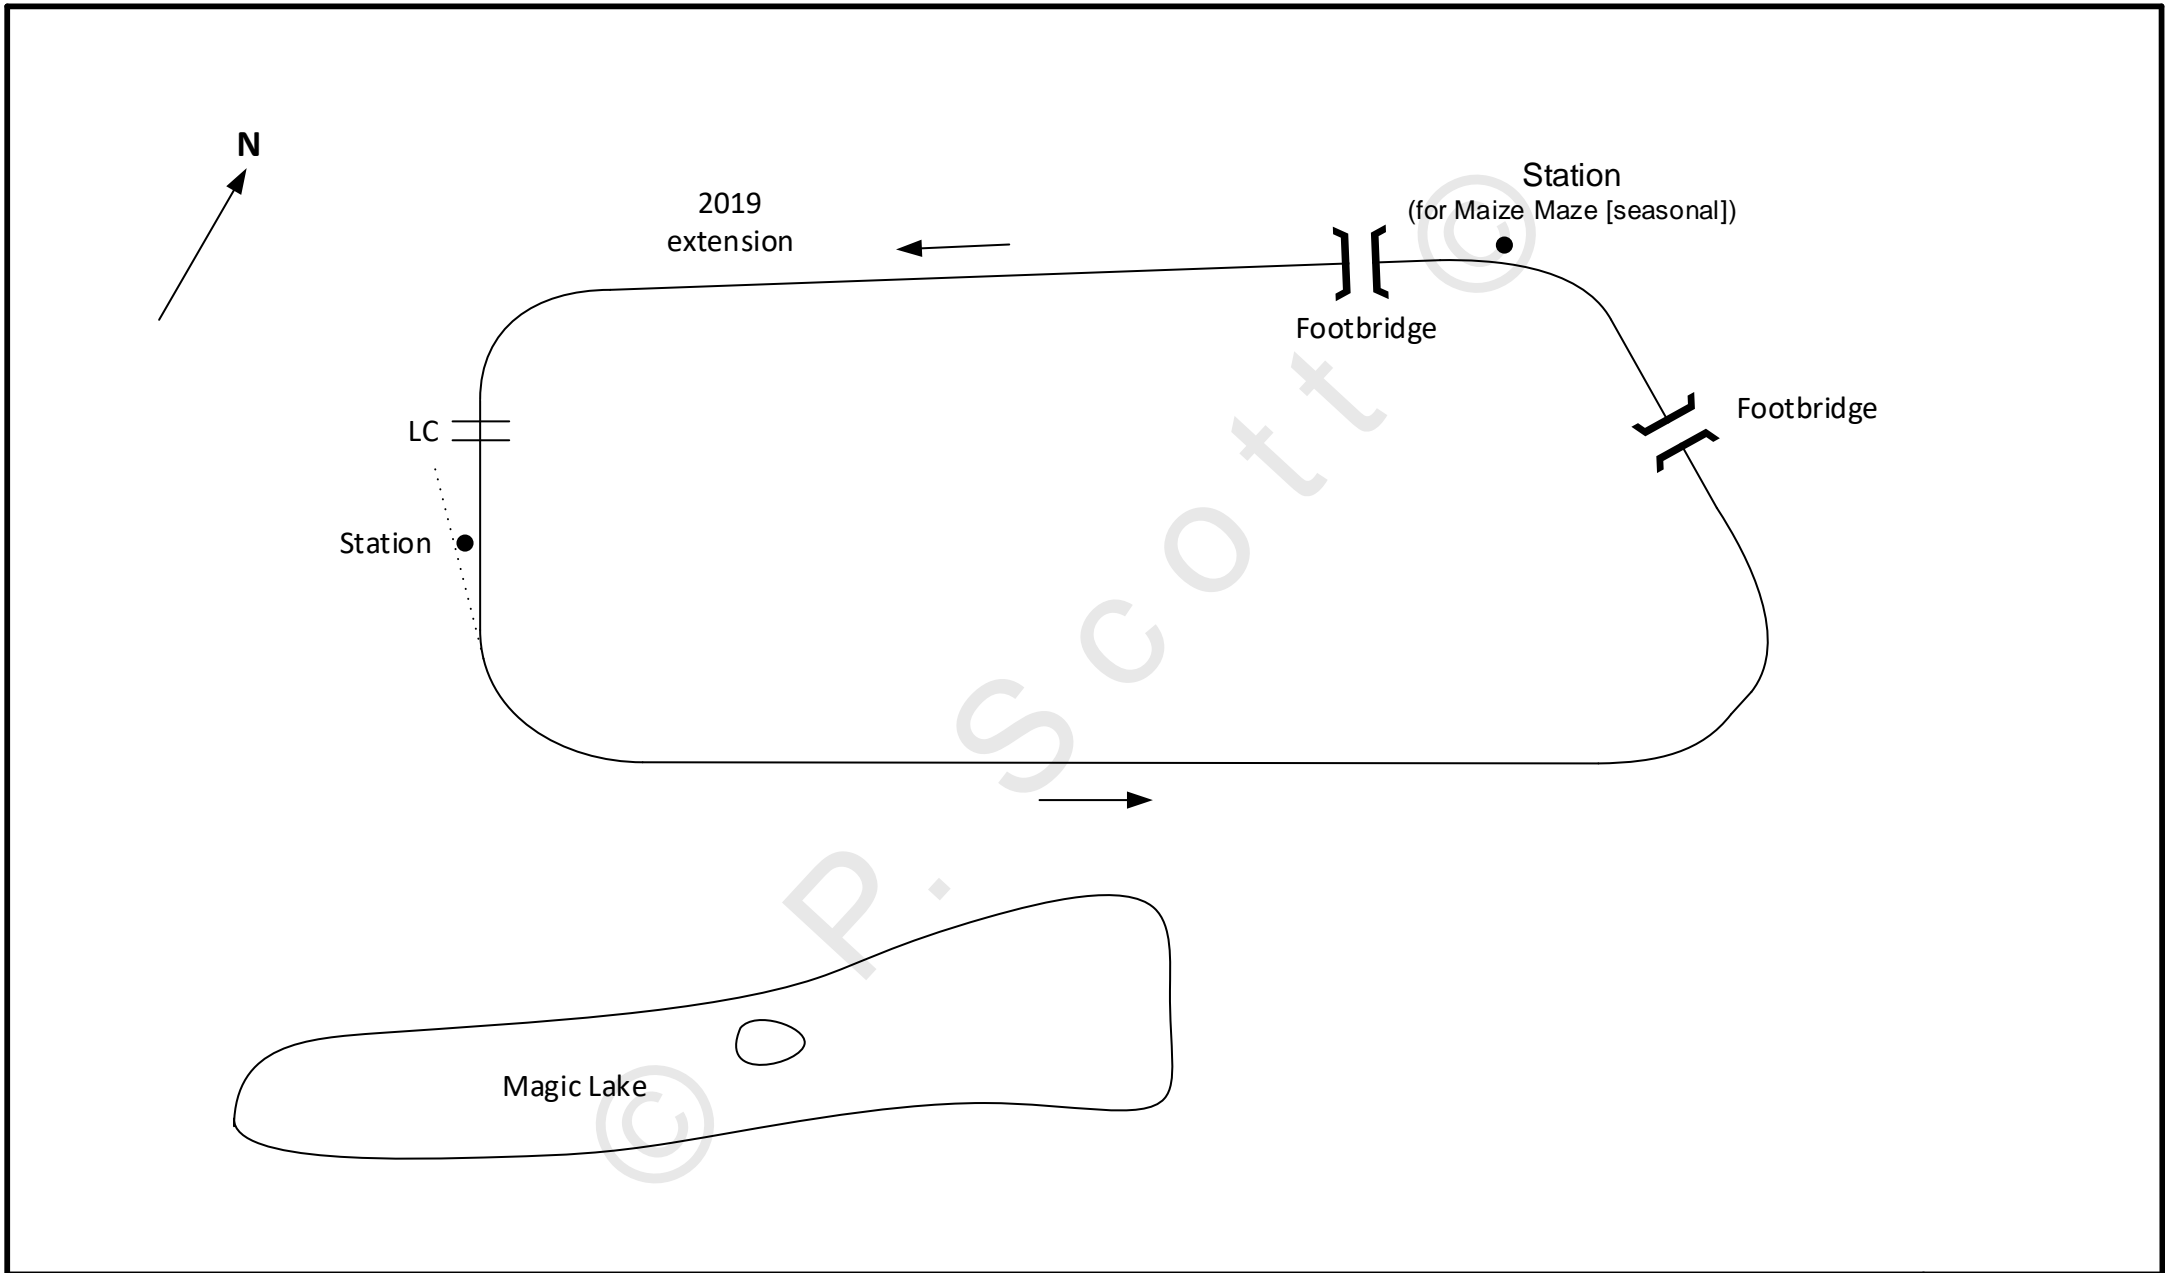 N
2019
extension
Station
(for Maize Maze [seasonal])
Footbridge
Footbridge
LC
Station
Magic Lake
© P. Scott ©